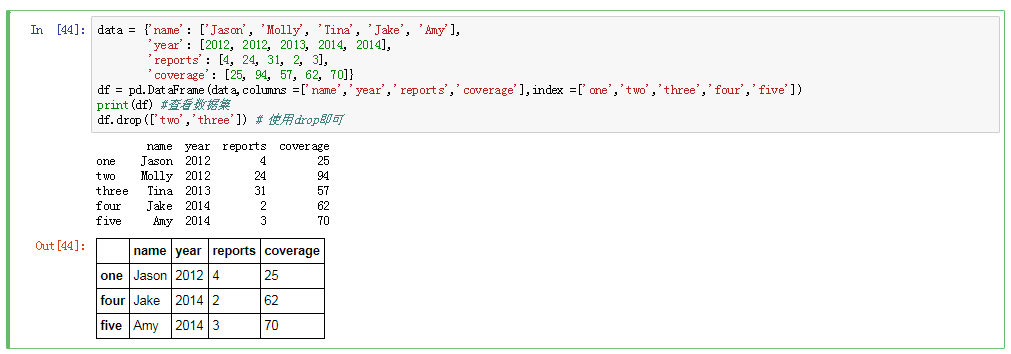 In [44]: data = {'name': ['Jason', 'Molly', 'Tina', 'Jake', 'Amy'],
'year': [2012, 2012, 2013, 2014, 2014],
'reports': [4, 24, 31, 2, 3],
'coverage': [25, 94, 57, 62, 70]}
df = pd.DataFrame(data,columns =['name','year','reports','coverage'],index =['one','two','three','four','five'])
print(df) #查看数据集
df.drop(['two','three']) # 使用drop即可
name year reports coverage
one Jason 2012 4 25
two Molly 2012 24 94
three Tina 2013 31 57
four Jake 2014 2 62
five Amy 2014 3 70
Out[44]:
name year reports coverage
one Jason 2012 4 25
four Jake 2014 2 62
five Amy 2014 3 70